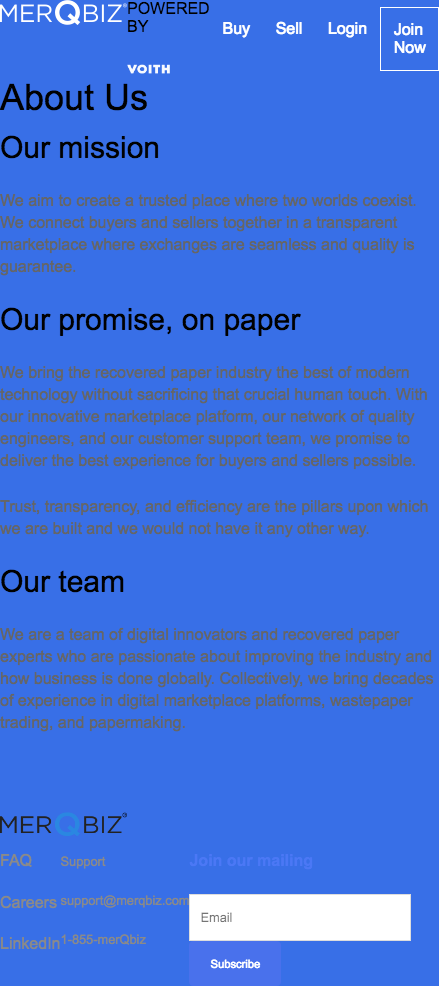 MERQBIZ®
POWERED
BY
VOITH
Buy
Sell
Login
Join
Now
About Us
Our mission
We aim to create a trusted place where two worlds coexist.
We connect buyers and sellers together in a transparent
marketplace where exchanges are seamless and quality is
guarantee.
Our promise, on paper
We bring the recovered paper industry the best of modern
technology without sacrificing that crucial human touch. With
our innovative marketplace platform, our network of quality
engineers, and our customer support team, we promise to
deliver the best experience for buyers and sellers possible.
Trust, transparency, and efficiency are the pillars upon which
we are built and we would not have it any other way.
Our team
We are a team of digital innovators and recovered paper
experts who are passionate about improving the industry and
how business is done globally. Collectively, we bring decades
of experience in digital marketplace platforms, wastepaper
trading, and papermaking.
MERQBIZ®
FAQ
Careers
LinkedIn
Support
support@merqbiz.com
1-855-merQbiz
Join our mailing
Email
Subscribe